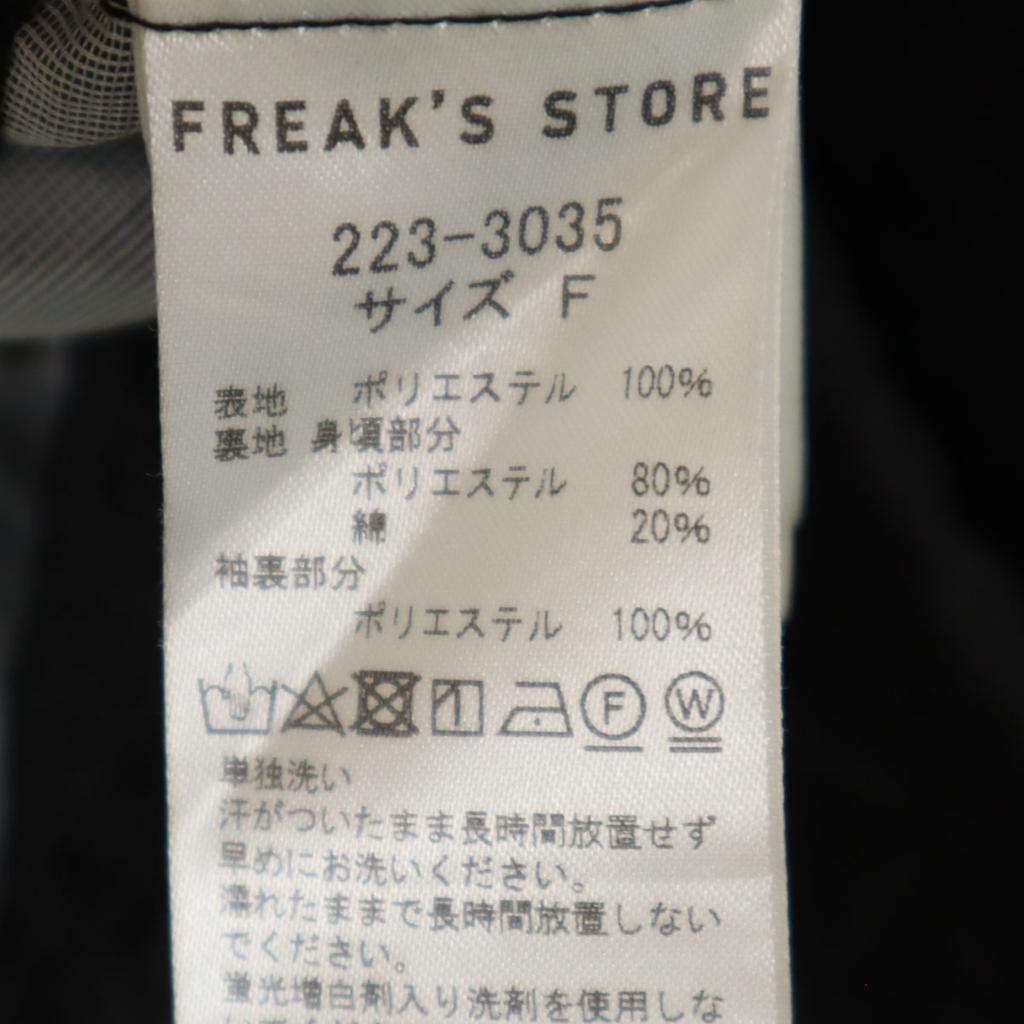 FREAK'S STORE
223-3035
サイズ F
表地 ポリエステル 100%
裏地 身頃部分
ポリエステル 80%
綿 20%
袖裏部分
ポリエステル 100%
F W
単独洗い
汗がついたまま長時間放置せず
早めにお洗いください。
濡れたままで長時間放置しない
でください。
蛍光増白剤入り洗剤を使用しな